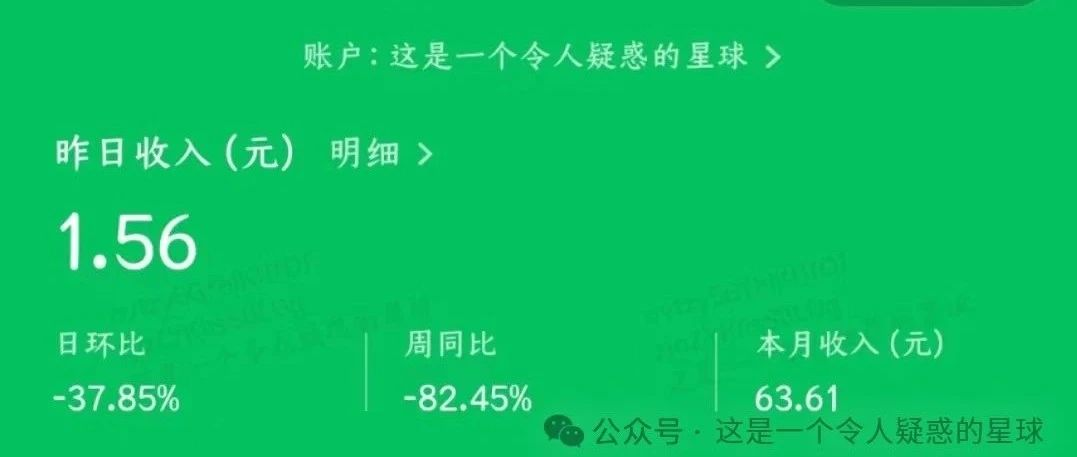 账户：这是一个令人疑惑的星球 >
昨日收入 (元) 明细 >
1.56
日环比 周同比 本月收入 (元)
-37.85% -82.45% 63.61
公众号 · 这是一个令人疑惑的星球